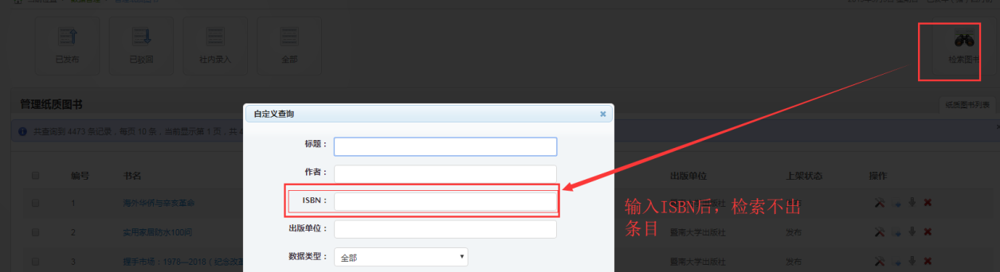 已发布
已驳回
社内录入
全部
检索图书
管理纸质图书
纸质图书列表
共查询到 4473 条记录，每页 10 条，当前显示第 1 页，共 4
自定义查询
标题：
作者：
ISBN：
出版单位：
数据类型：
全部
编号
书名
出版单位
上架状态
操作
1
海外华侨与辛亥革命
2
实用家居防水100问
暨南大学出版社
发布
3
握手市场：1978—2018（纪念改革
暨南大学出版社
发布
输入ISBN后，检索不出
条目